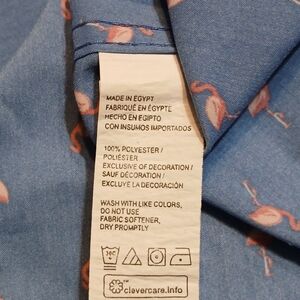 MADE IN EGYPT
FABRIQUÉ EN ÉGYPTE
HECHO EN EGIPTO
CON INSUMOS IMPORTADOS
100% POLYESTER /
POLIÉSTER
EXCLUSIVE OF DECORATION /
SAUF DÉCORATION /
EXCLUYE LA DECORACIÓN
WASH WITH LIKE COLORS,
DO NOT USE
FABRIC SOFTENER,
DRY PROMPTLY
clevercare.info